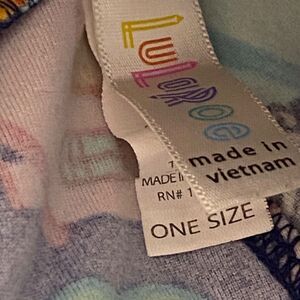 LuLaRoe
made in
vietnam
MADE I
RN# 1
ONE SIZE